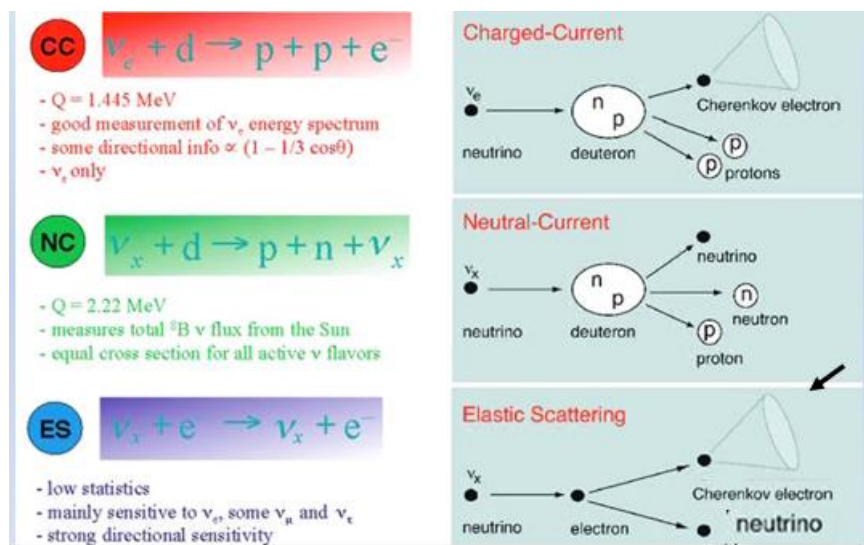 CC
νe + d → p + p + e⁻
- Q = 1.445 MeV
- good measurement of νe energy spectrum
- some directional info ∝ (1 – 1/3 cosθ)
- νe only
NC
νx + d → p + n + νx
- Q = 2.22 MeV
- measures total ⁸B ν flux from the Sun
- equal cross section for all active ν flavors
ES
νx + e → νx + e⁻
- low statistics
- mainly sensitive to νe, some νμ and ντ
- strong directional sensitivity
Charged-Current
νe
n
p
Cherenkov electron
p
p
neutrino
deuteron
protons
Neutral-Current
νx
n
p
neutrino
n
neutron
neutrino
deuteron
p
proton
Elastic Scattering
νx
Cherenkov electron
neutrino
electron
neutrino